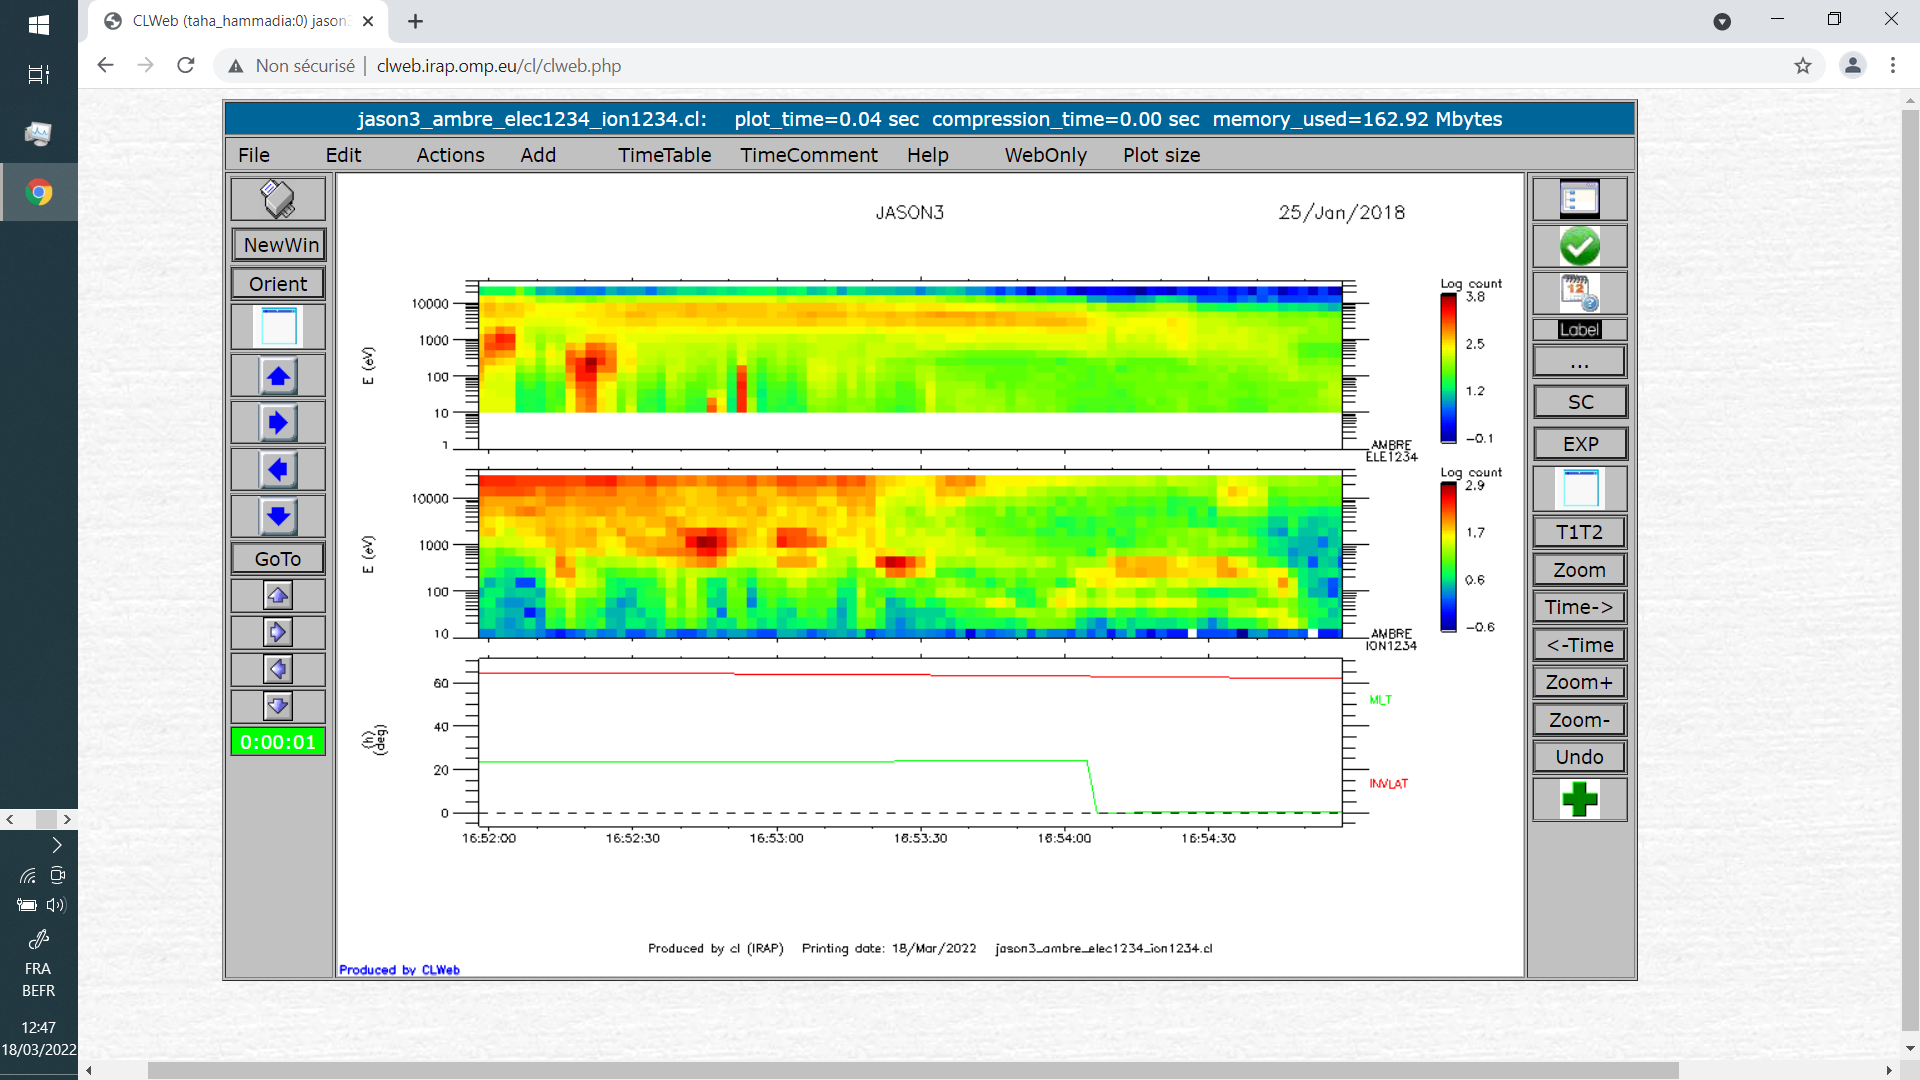 CLWeb (taha_hammadia:0) jason3
Non sécurisé | clweb.irap.omp.eu/cl/clweb.php
jason3_ambre_elec1234_ion1234.cl: plot_time=0.04 sec compression_time=0.00 sec memory_used=162.92 Mbytes
File Edit Actions Add TimeTable TimeComment Help WebOnly Plot size
NewWin
Orient
GoTo
0:00:01
JASON3 25/Jan/2018
Log count
3.8
2.5
1.2
-0.1
10000
1000
100
10
1
E (eV)
AMBRE
ELE1234
Log count
2.9
1.7
0.6
-0.6
10000
1000
100
10
E (eV)
AMBRE
ION1234
60
40
20
0
(h)
(deg)
MLT
INVLAT
16:52:00 16:52:30 16:53:00 16:53:30 16:54:00 16:54:30
Produced by cl (IRAP) Printing date: 18/Mar/2022 jason3_ambre_elec1234_ion1234.cl
Produced by CLWeb
12
Label
...
SC
EXP
T1T2
Zoom
Time->
<-Time
Zoom+
Zoom-
Undo
FRA
BEFR
12:47
18/03/2022